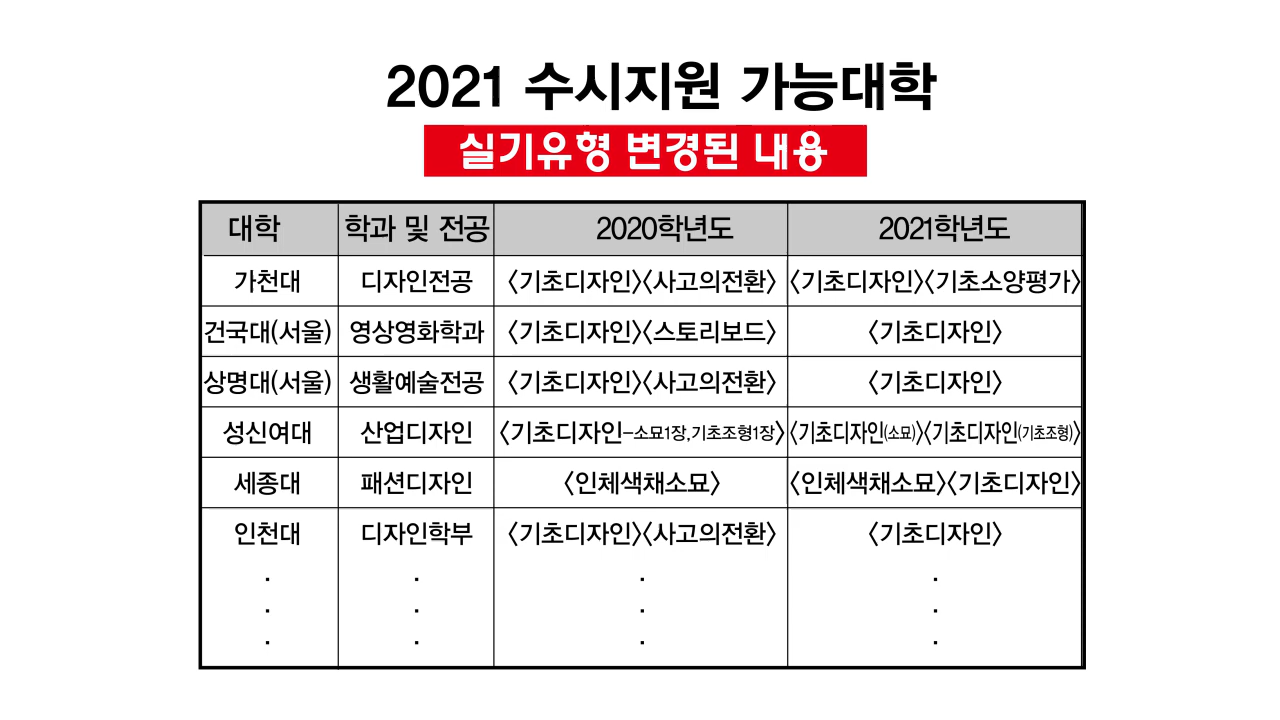 2021 수시지원 가능대학
실기유형 변경된 내용
대학 학과 및 전공 2020학년도 2021학년도
가천대 디자인전공 〈기초디자인〉〈사고의전환〉 〈기초디자인〉〈기초소양평가〉
건국대(서울) 영상영화학과 〈기초디자인〉〈스토리보드〉 〈기초디자인〉
상명대(서울) 생활예술전공 〈기초디자인〉〈사고의전환〉 〈기초디자인〉
성신여대 산업디자인 〈기초디자인-소묘1장,기초조형1장〉 〈기초디자인(소묘)〉〈기초디자인(기초조형)〉
세종대 패션디자인 〈인체색채소묘〉 〈인체색채소묘〉〈기초디자인〉
인천대 디자인학부 〈기초디자인〉〈사고의전환〉 〈기초디자인〉
. . . .
. . . .
. . . .